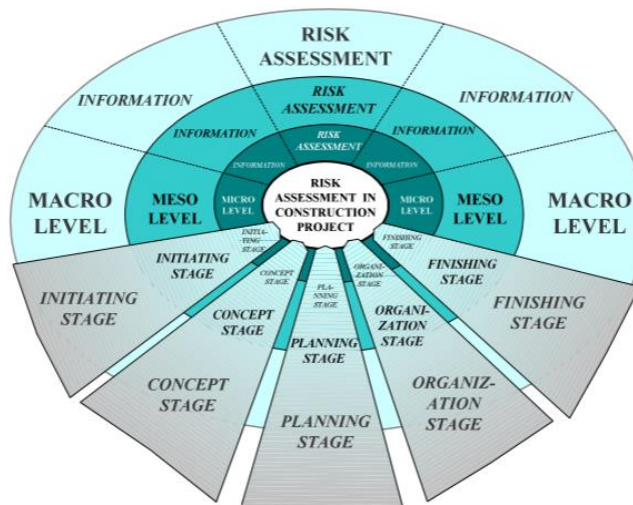 RISK
ASSESSMENT
INFORMATION
INFORMATION
RISK
ASSESSMENT
INFORMATION
INFORMATION
RISK
ASSESSMENT
INFORMATION
INFORMATION
MACRO
LEVEL
MESO
LEVEL
MICRO
LEVEL
RISK
ASSESSMENT IN
CONSTRUCTION
PROJECT
MICRO
LEVEL
MESO
LEVEL
MACRO
LEVEL
INITIA-
TING
STAGE
FINISHING
STAGE
CONCEPT
STAGE
PLA-
NNING
STAGE
ORGANI-
ZATION
STAGE
INITIATING
STAGE
CONCEPT
STAGE
PLANNING
STAGE
ORGANI-
ZATION
STAGE
FINISHING
STAGE
INITIATING
STAGE
CONCEPT
STAGE
PLANNING
STAGE
ORGANIZ-
ATION
STAGE
FINISHING
STAGE